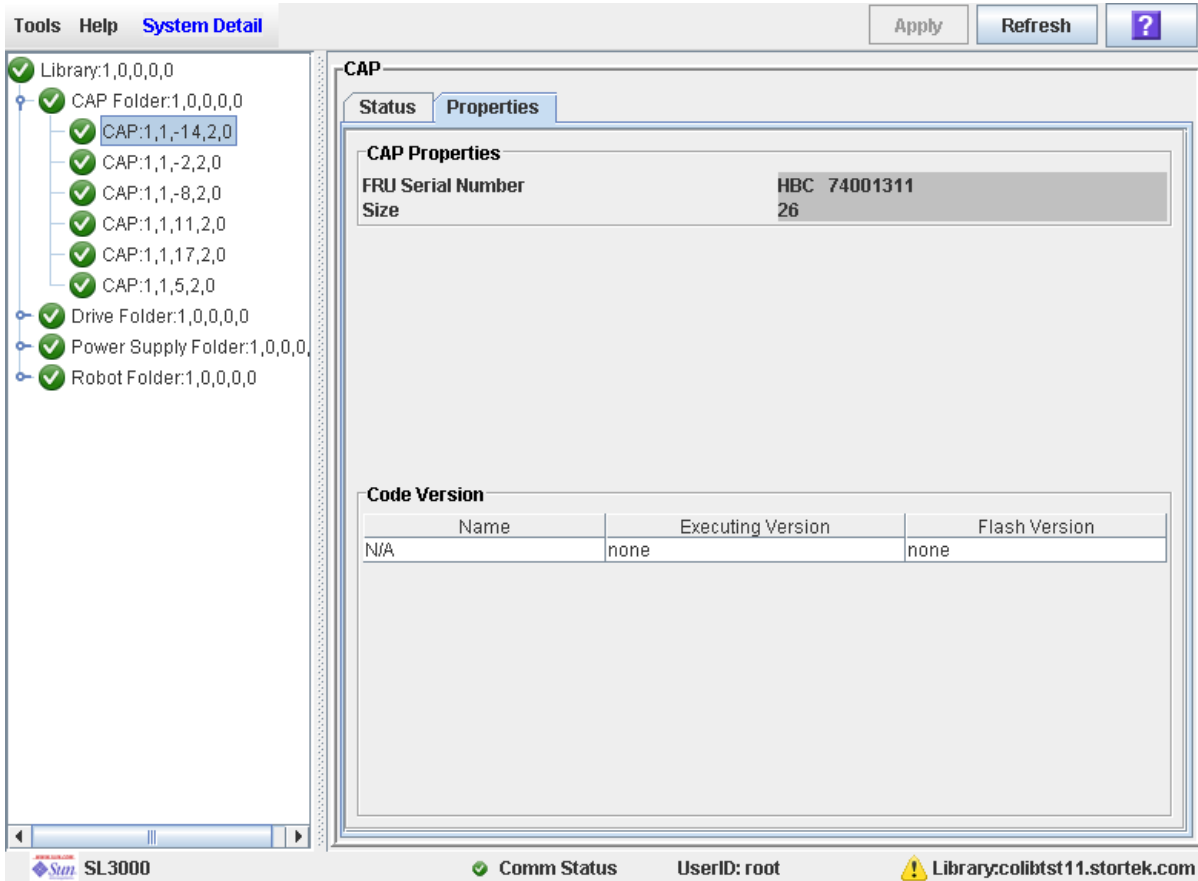 Tools Help System Detail
Apply Refresh ?
Library:1,0,0,0,0
CAP Folder:1,0,0,0,0
CAP:1,1,-14,2,0
CAP:1,1,-2,2,0
CAP:1,1,-8,2,0
CAP:1,1,11,2,0
CAP:1,1,17,2,0
CAP:1,1,5,2,0
Drive Folder:1,0,0,0,0
Power Supply Folder:1,0,0,0,
Robot Folder:1,0,0,0,0
CAP
Status Properties
CAP Properties
FRU Serial Number HBC 74001311
Size 26
Code Version
Name Executing Version Flash Version
N/A none none
Sun SL3000 Comm Status UserID: root Library:colibtst11.stortek.com